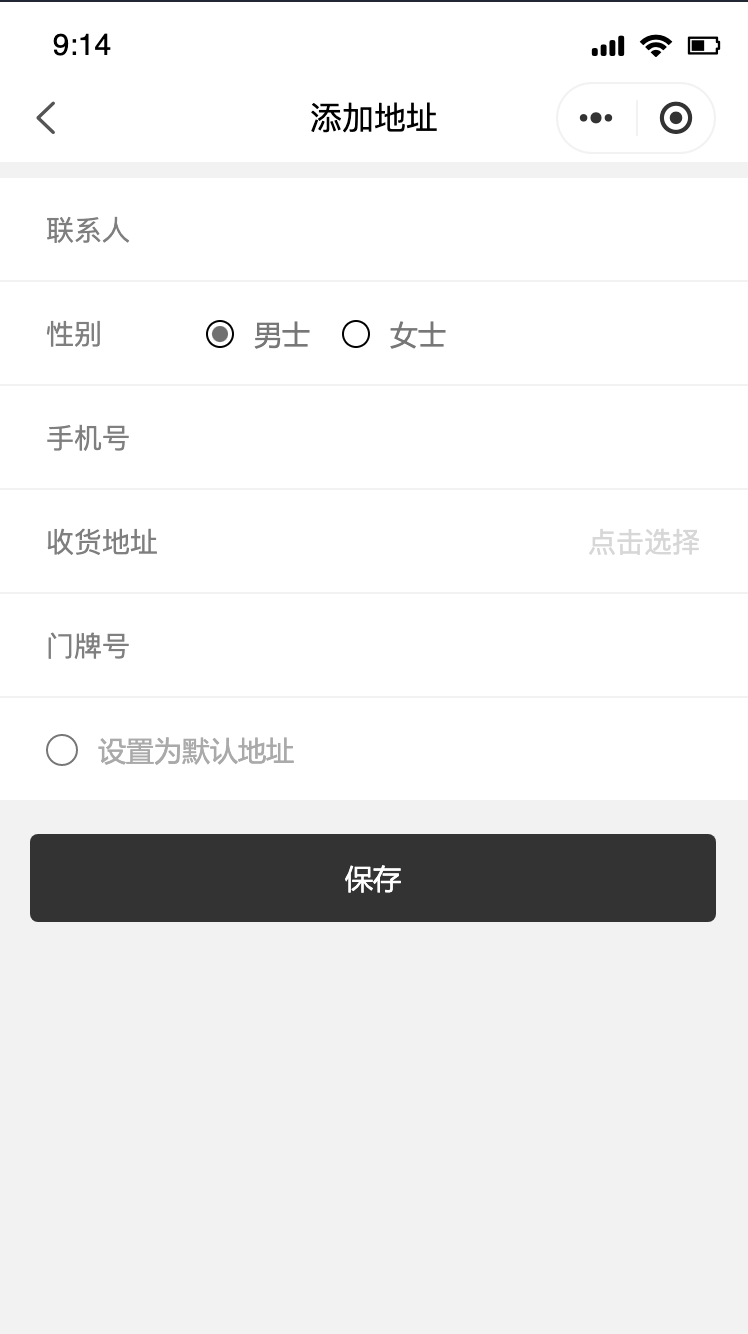 9:14
添加地址
联系人
性别 男士 女士
手机号
收货地址 点击选择
门牌号
设置为默认地址
保存